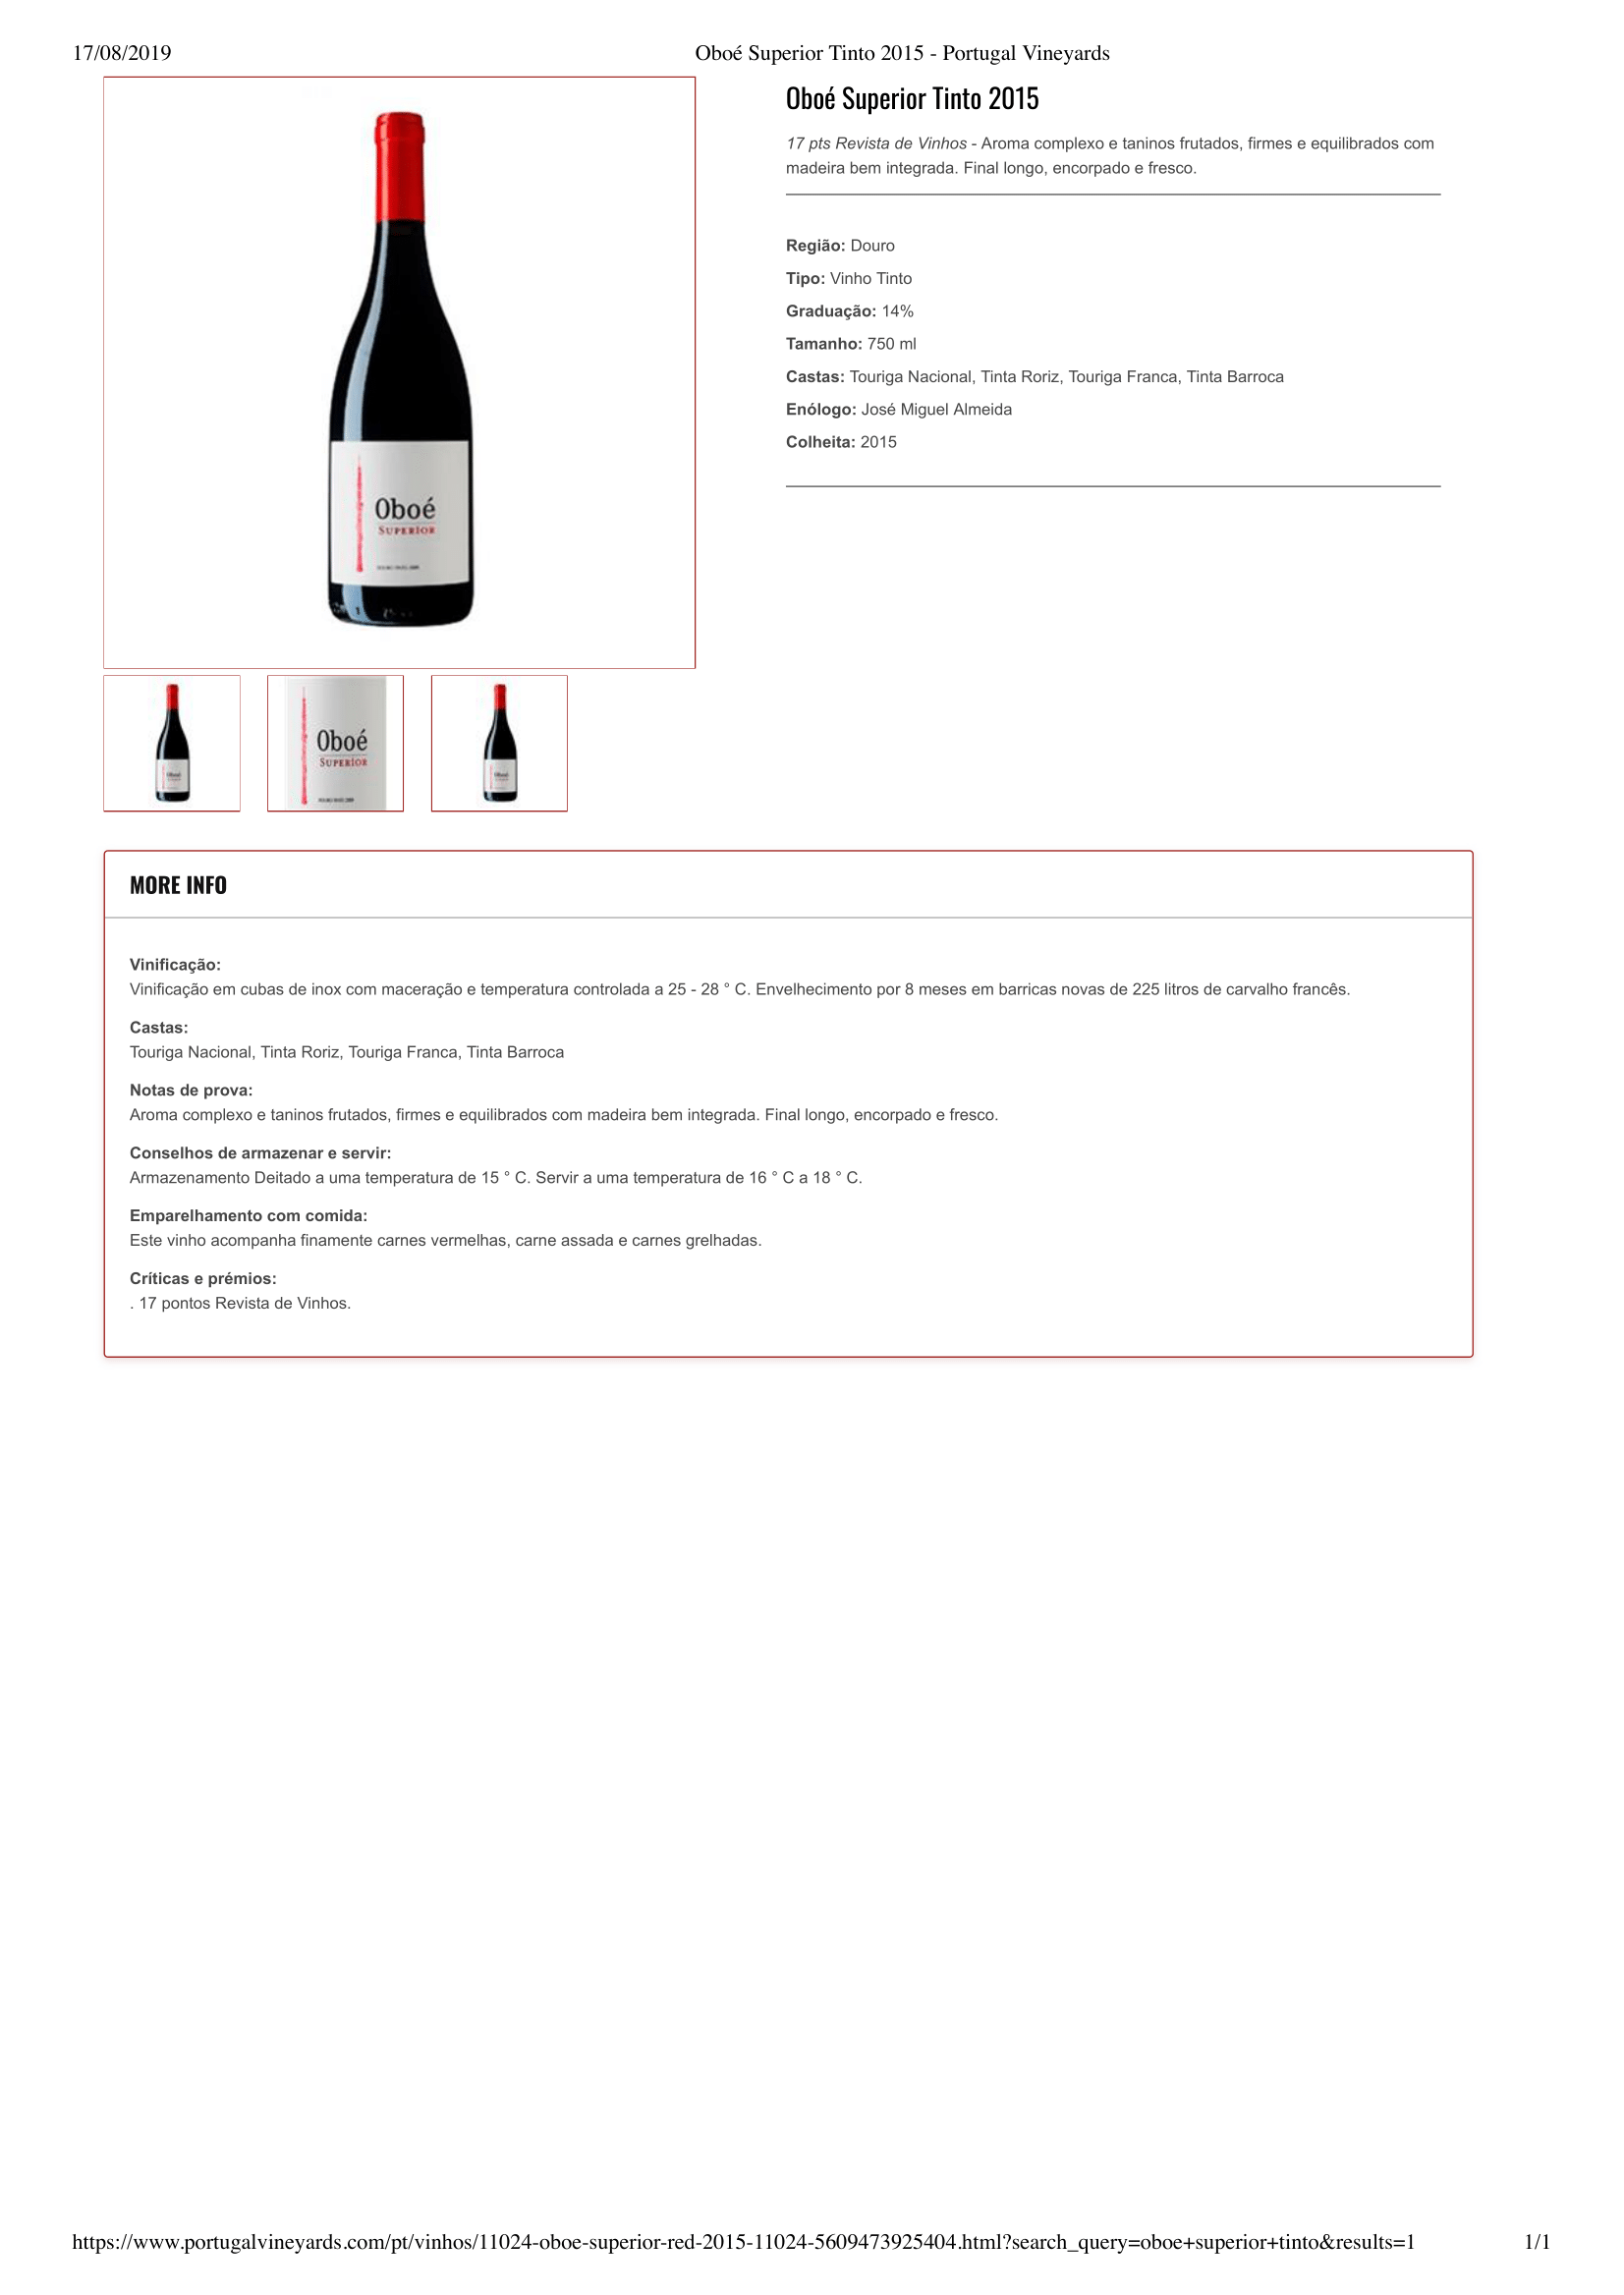 17/08/2019
Oboé Superior Tinto 2015 - Portugal Vineyards
Oboé Superior Tinto 2015
17 pts Revista de Vinhos - Aroma complexo e taninos frutados, firmes e equilibrados com
madeira bem integrada. Final longo, encorpado e fresco.
Região: Douro
Tipo: Vinho Tinto
Graduação: 14%
Tamanho: 750 ml
Castas: Touriga Nacional, Tinta Roriz, Touriga Franca, Tinta Barroca
Enólogo: José Miguel Almeida
Colheita: 2015
Oboé
SUPERIOR
Oboé
SUPERIOR
MORE INFO
Vinificação:
Vinificação em cubas de inox com maceração e temperatura controlada a 25 - 28 ° C. Envelhecimento por 8 meses em barricas novas de 225 litros de carvalho francês.
Castas:
Touriga Nacional, Tinta Roriz, Touriga Franca, Tinta Barroca
Notas de prova:
Aroma complexo e taninos frutados, firmes e equilibrados com madeira bem integrada. Final longo, encorpado e fresco.
Conselhos de armazenar e servir:
Armazenamento Deitado a uma temperatura de 15 ° C. Servir a uma temperatura de 16 ° C a 18 ° C.
Emparelhamento com comida:
Este vinho acompanha finamente carnes vermelhas, carne assada e carnes grelhadas.
Críticas e prémios:
. 17 pontos Revista de Vinhos.
https://www.portugalvineyards.com/pt/vinhos/11024-oboe-superior-red-2015-11024-5609473925404.html?search_query=oboe+superior+tinto&results=1
1/1